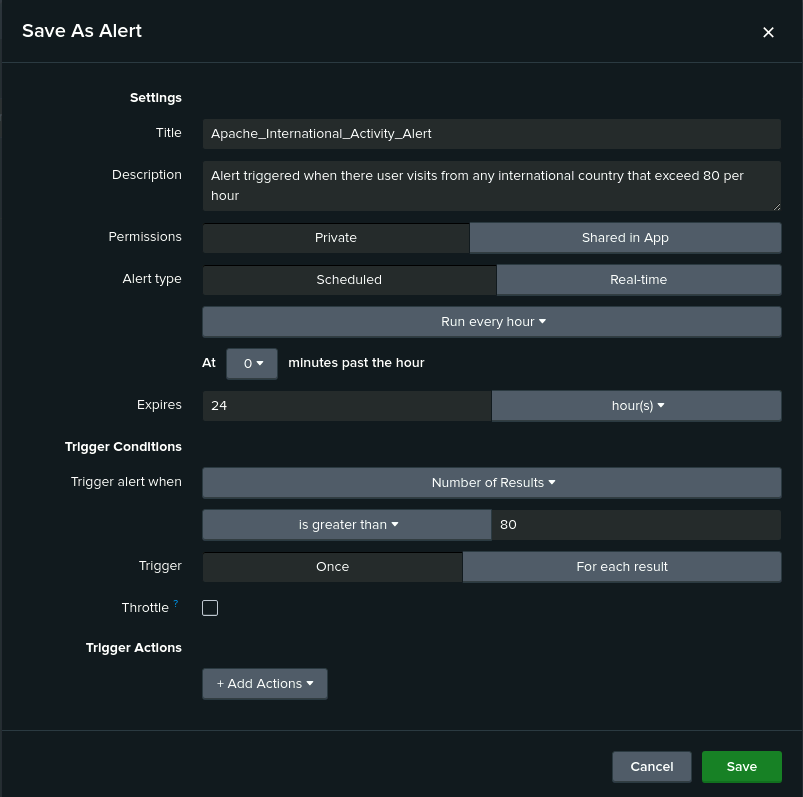 Save As Alert
Settings
Title Apache_International_Activity_Alert
Description Alert triggered when there user visits from any international country that exceed 80 per
hour
Permissions Private Shared in App
Alert type Scheduled Real-time
Run every hour
At 0 minutes past the hour
Expires 24 hour(s)
Trigger Conditions
Trigger alert when Number of Results
is greater than 80
Trigger Once For each result
Throttle ?
Trigger Actions
+ Add Actions
Cancel Save